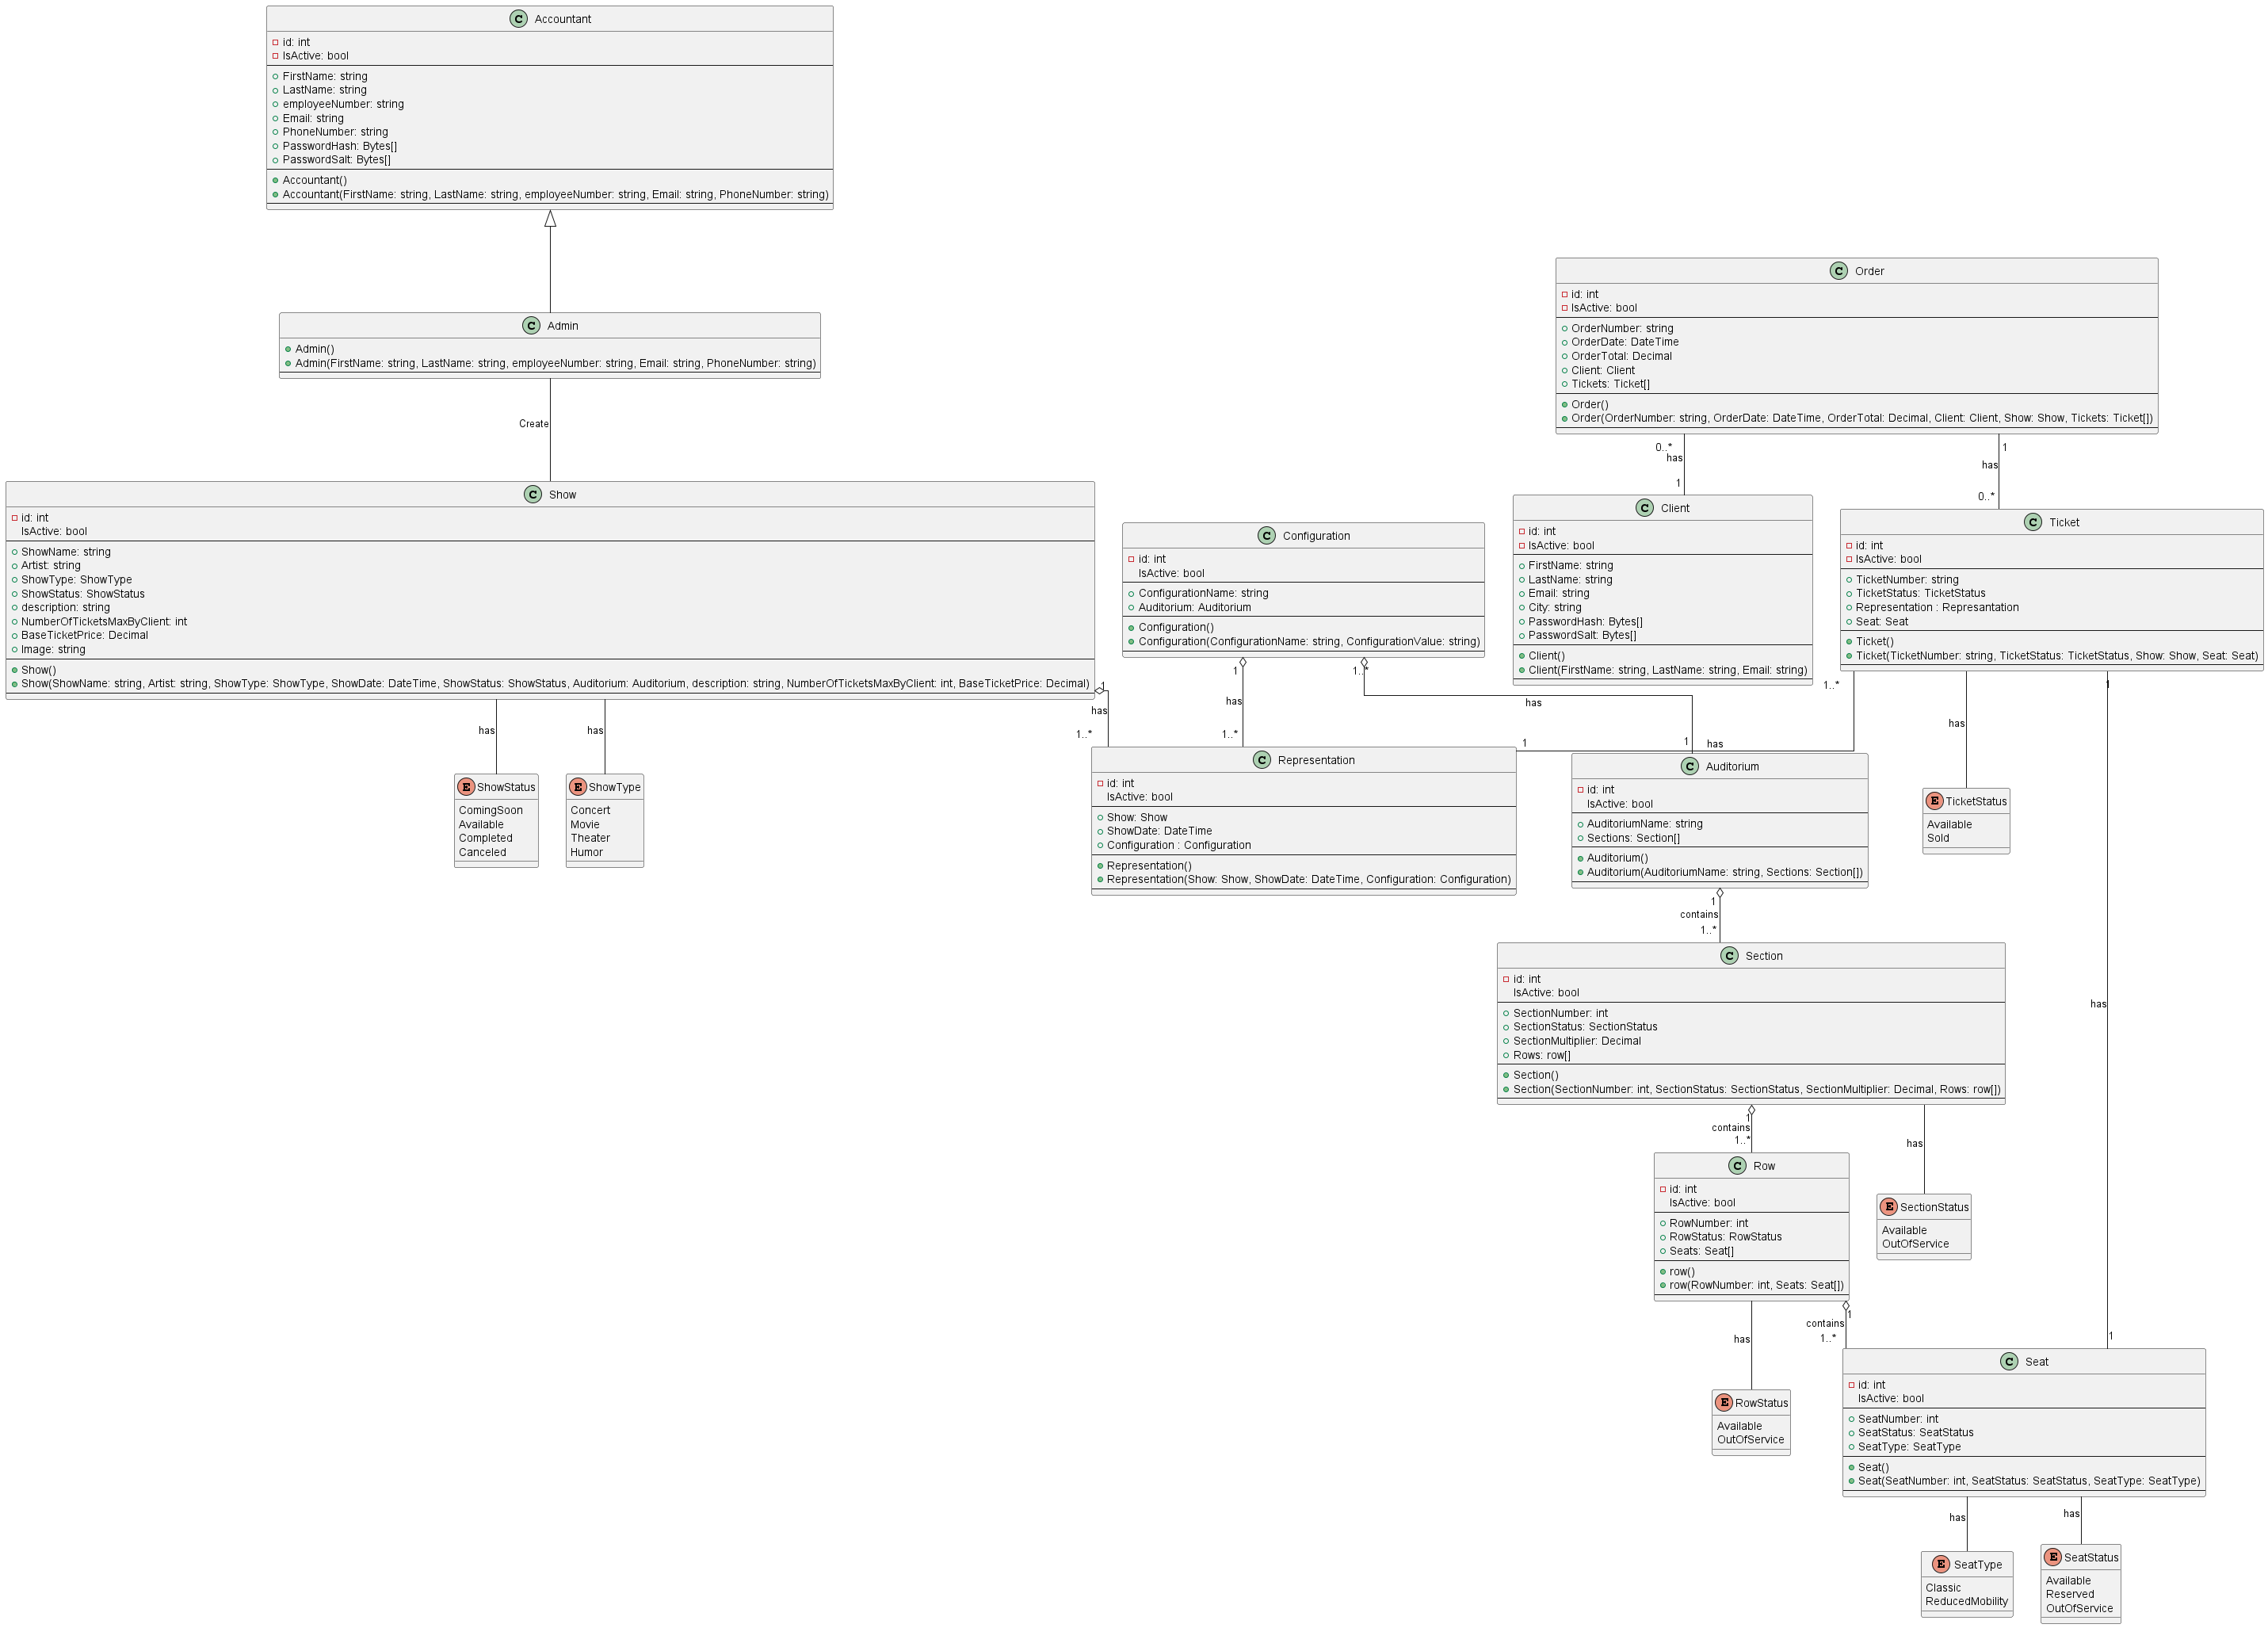 Accountant
id: int
IsActive: bool
FirstName: string
LastName: string
employeeNumber: string
Email: string
PhoneNumber: string
PasswordHash: Bytes[]
PasswordSalt: Bytes[]
Accountant()
Accountant(FirstName: string, LastName: string, employeeNumber: string, Email: string, PhoneNumber: string)
Admin
Admin()
Admin(FirstName: string, LastName: string, employeeNumber: string, Email: string, PhoneNumber: string)
Create
Order
id: int
IsActive: bool
OrderNumber: string
OrderDate: DateTime
OrderTotal: Decimal
Client: Client
Tickets: Ticket[]
Order()
Order(OrderNumber: string, OrderDate: DateTime, OrderTotal: Decimal, Client: Client, Show: Show, Tickets: Ticket[])
0..*
has
1
1
has
0..*
Show
id: int
IsActive: bool
ShowName: string
Artist: string
ShowType: ShowType
ShowStatus: ShowStatus
description: string
NumberOfTicketsMaxByClient: int
BaseTicketPrice: Decimal
Image: string
Show()
Show(ShowName: string, Artist: string, ShowType: ShowType, ShowDate: DateTime, ShowStatus: ShowStatus, Auditorium: Auditorium, description: string, NumberOfTicketsMaxByClient: int, BaseTicketPrice: Decimal)
1
has
1..*
has
has
Configuration
id: int
IsActive: bool
ConfigurationName: string
Auditorium: Auditorium
Configuration()
Configuration(ConfigurationName: string, ConfigurationValue: string)
1
has
1..*
1..*
has
1
Client
id: int
IsActive: bool
FirstName: string
LastName: string
Email: string
City: string
PasswordHash: Bytes[]
PasswordSalt: Bytes[]
Client()
Client(FirstName: string, LastName: string, Email: string)
Ticket
id: int
IsActive: bool
TicketNumber: string
TicketStatus: TicketStatus
Representation : Represantation
Seat: Seat
Ticket()
Ticket(TicketNumber: string, TicketStatus: TicketStatus, Show: Show, Seat: Seat)
1..*
has
1
has
1
has
1
ShowStatus
ComingSoon
Available
Completed
Canceled
ShowType
Concert
Movie
Theater
Humor
Representation
id: int
IsActive: bool
Show: Show
ShowDate: DateTime
Configuration : Configuration
Representation()
Representation(Show: Show, ShowDate: DateTime, Configuration: Configuration)
Auditorium
id: int
IsActive: bool
AuditoriumName: string
Sections: Section[]
Auditorium()
Auditorium(AuditoriumName: string, Sections: Section[])
1
contains
1..*
TicketStatus
Available
Sold
Section
id: int
IsActive: bool
SectionNumber: int
SectionStatus: SectionStatus
SectionMultiplier: Decimal
Rows: row[]
Section()
Section(SectionNumber: int, SectionStatus: SectionStatus, SectionMultiplier: Decimal, Rows: row[])
1
contains
1..*
has
Row
id: int
IsActive: bool
RowNumber: int
RowStatus: RowStatus
Seats: Seat[]
row()
row(RowNumber: int, Seats: Seat[])
has
1
contains
1..*
SectionStatus
Available
OutOfService
RowStatus
Available
OutOfService
Seat
id: int
IsActive: bool
SeatNumber: int
SeatStatus: SeatStatus
SeatType: SeatType
Seat()
Seat(SeatNumber: int, SeatStatus: SeatStatus, SeatType: SeatType)
has
has
SeatType
Classic
ReducedMobility
SeatStatus
Available
Reserved
OutOfService